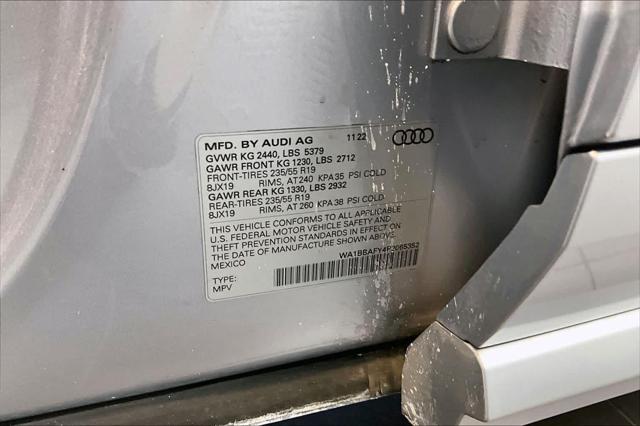 MFD. BY AUDI AG 11 22
GVWR KG 2440, LBS 5379
GAWR FRONT KG 1230, LBS 2712
FRONT-TIRES 235/55 R19
8JX19 RIMS, AT 240 KPA 35 PSI COLD
GAWR REAR KG 1330, LBS 2932
REAR-TIRES 235/55 R19
8JX19 RIMS, AT 260 KPA 38 PSI COLD
THIS VEHICLE CONFORMS TO ALL APPLICABLE
U.S. FEDERAL MOTOR VEHICLE SAFETY AND
THEFT PREVENTION STANDARDS IN EFFECT ON
THE DATE OF MANUFACTURE SHOWN ABOVE.
MEXICO
TYPE:
MPV